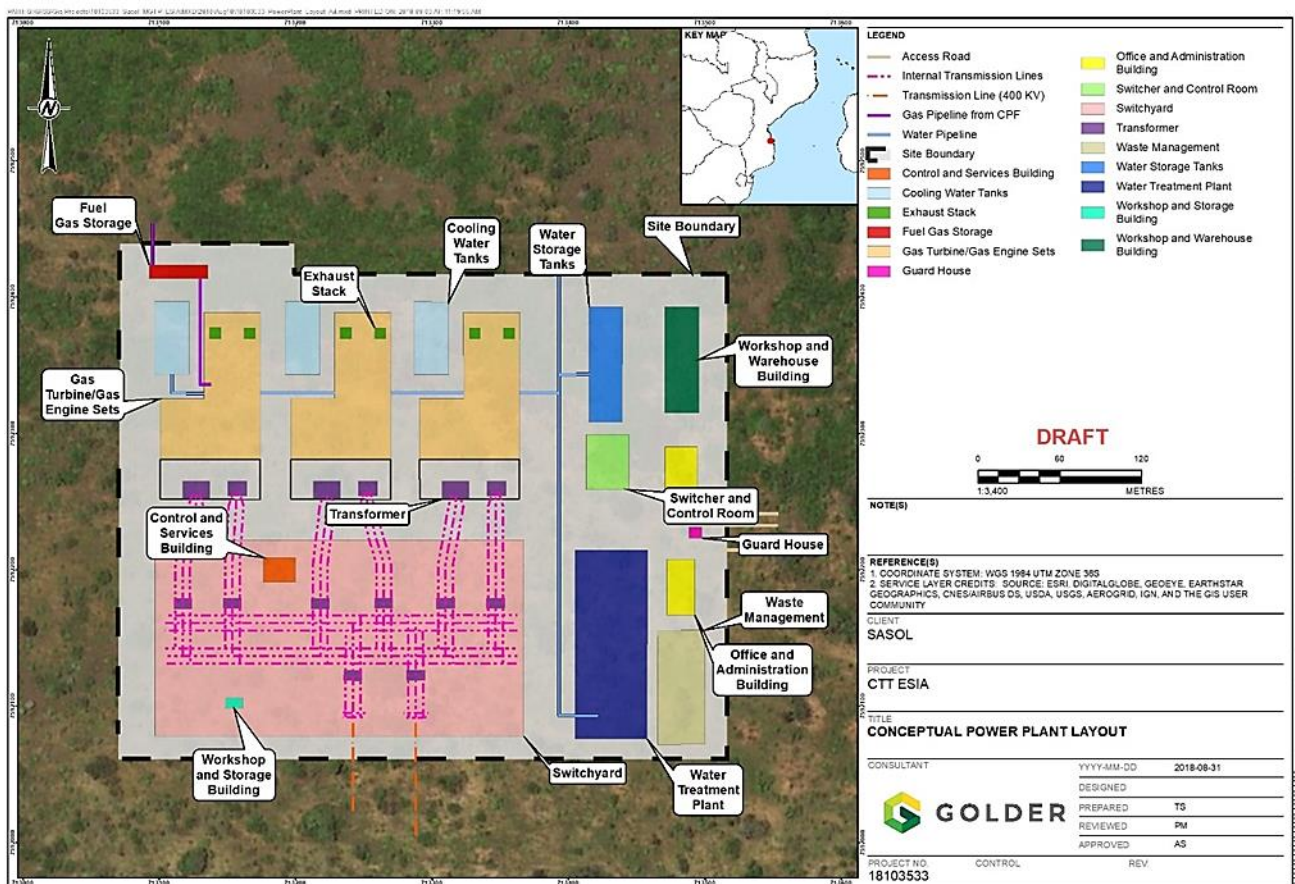 KEY MAP
N
Fuel
Gas Storage
Cooling
Water
Tanks
Water
Storage
Tanks
Site Boundary
Exhaust
Stack
Workshop and
Warehouse
Building
Gas
Turbine/Gas
Engine Sets
Switcher and
Control Room
Transformer
Control and
Services
Building
Guard House
Waste
Management
Office and
Administration
Building
Workshop
and Storage
Building
Switchyard
Water
Treatment
Plant
LEGEND
Access Road
Internal Transmission Lines
Transmission Line (400 KV)
Gas Pipeline from CPF
Water Pipeline
Site Boundary
Control and Services Building
Cooling Water Tanks
Exhaust Stack
Fuel Gas Storage
Gas Turbine/Gas Engine Sets
Guard House
Office and Administration
Building
Switcher and Control Room
Switchyard
Transformer
Waste Management
Water Storage Tanks
Water Treatment Plant
Workshop and Storage
Building
Workshop and Warehouse
Building
DRAFT
0 60 120
1:3,400 METRES
NOTE(S)
REFERENCE(S)
1. COORDINATE SYSTEM: WGS 1984 UTM ZONE 36S
2. SERVICE LAYER CREDITS: SOURCE: ESRI, DIGITALGLOBE, GEOEYE, EARTHSTAR
GEOGRAPHICS, CNES/AIRBUS DS, USDA, USGS, AEROGRID, IGN, AND THE GIS USER
COMMUNITY
CLIENT
SASOL
PROJECT
CTT ESIA
TITLE
CONCEPTUAL POWER PLANT LAYOUT
CONSULTANT
GOLDER
YYYY-MM-DD 2018-08-31
DESIGNED
PREPARED TS
REVIEWED PM
APPROVED AS
PROJECT NO. CONTROL REV.
18103533